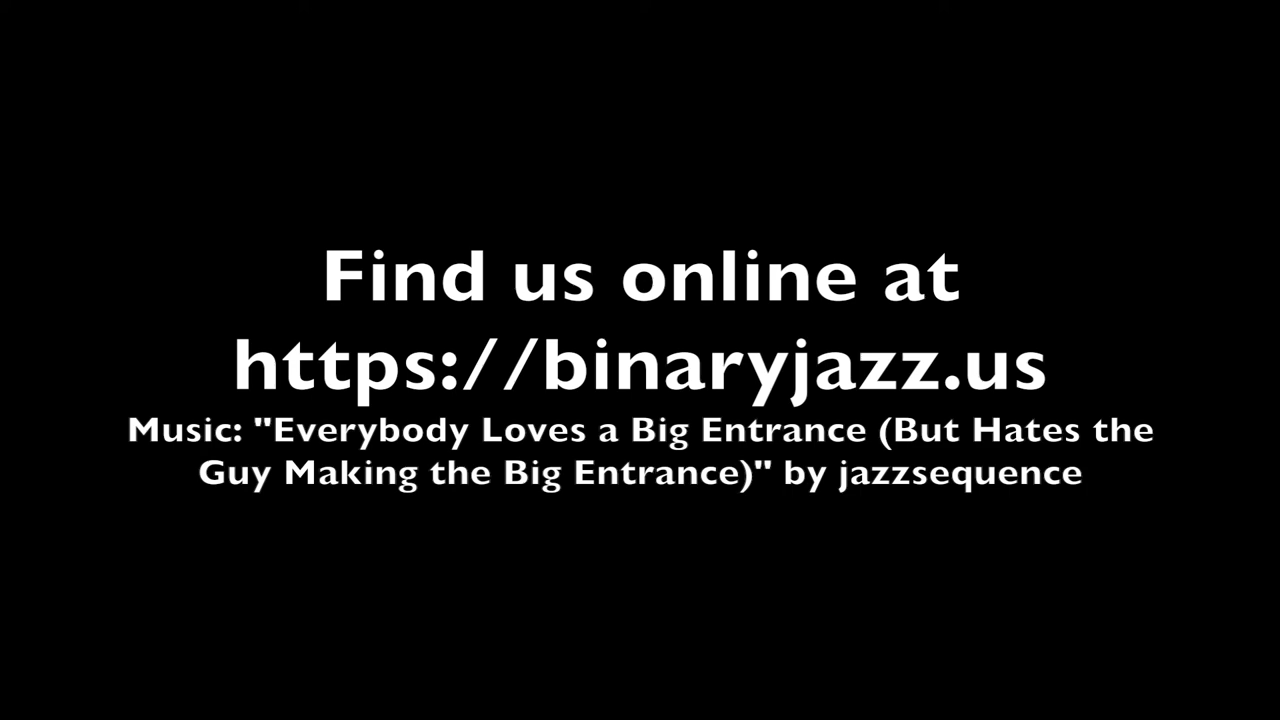 Find us online at
https://binaryjazz.us
Music: "Everybody Loves a Big Entrance (But Hates the
Guy Making the Big Entrance)" by jazzsequence